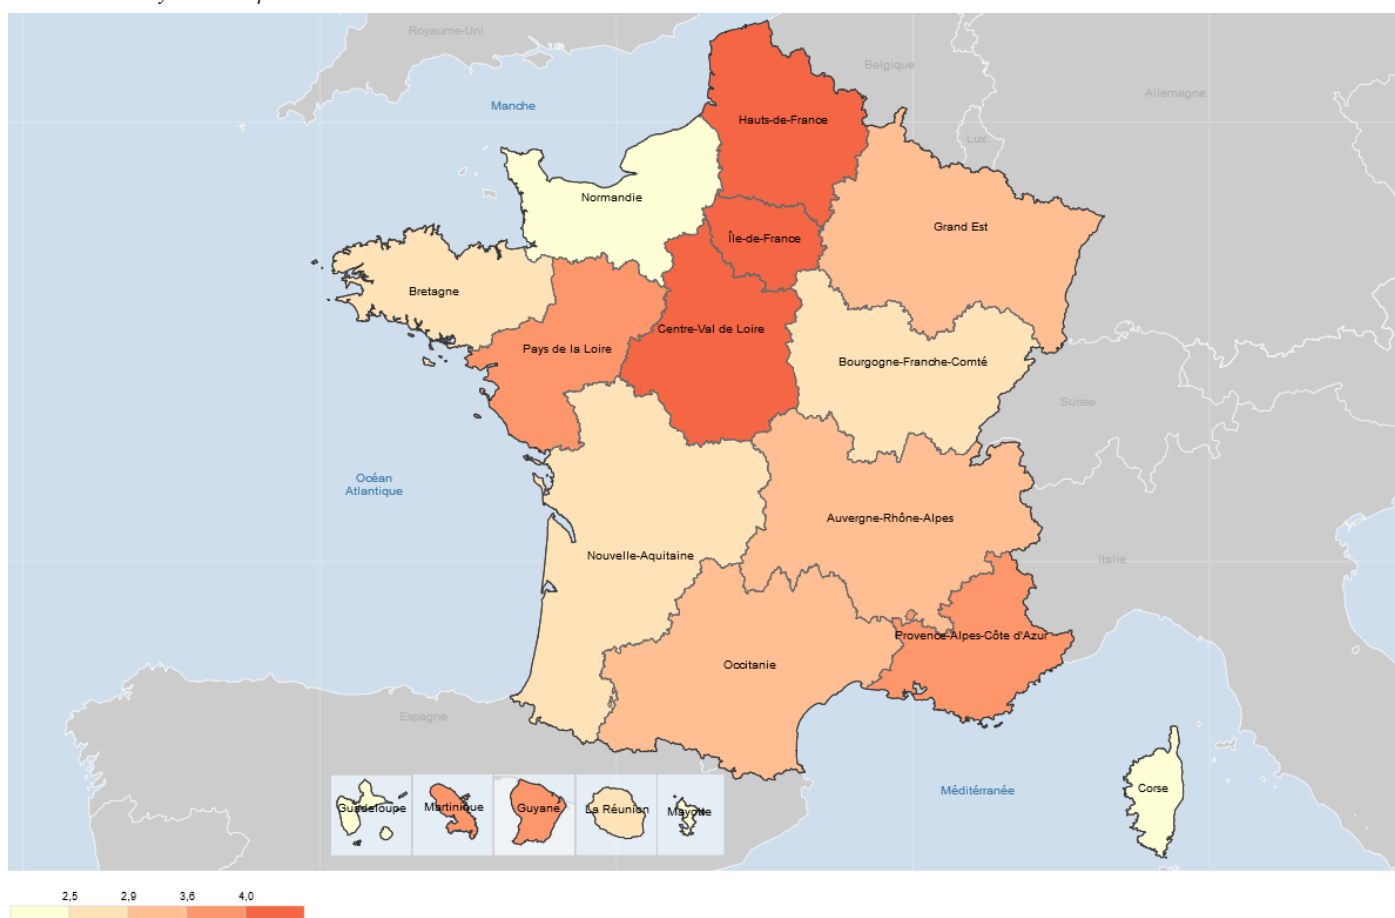 Royaume-Uni
Belgique
Allemagne
Manche
Hauts-de-France
Lux.
Normandie
Grand Est
Île-de-France
Bretagne
Centre-Val de Loire
Pays de la Loire
Bourgogne-Franche-Comté
Suisse
Océan
Atlantique
Auvergne-Rhône-Alpes
Nouvelle-Aquitaine
Italie
Provence-Alpes-Côte d'Azur
Occitanie
Espagne
Méditérranée
Corse
Guadeloupe
Martinique
Guyane
La Réunion
Mayotte
2,5 2,9 3,6 4,0